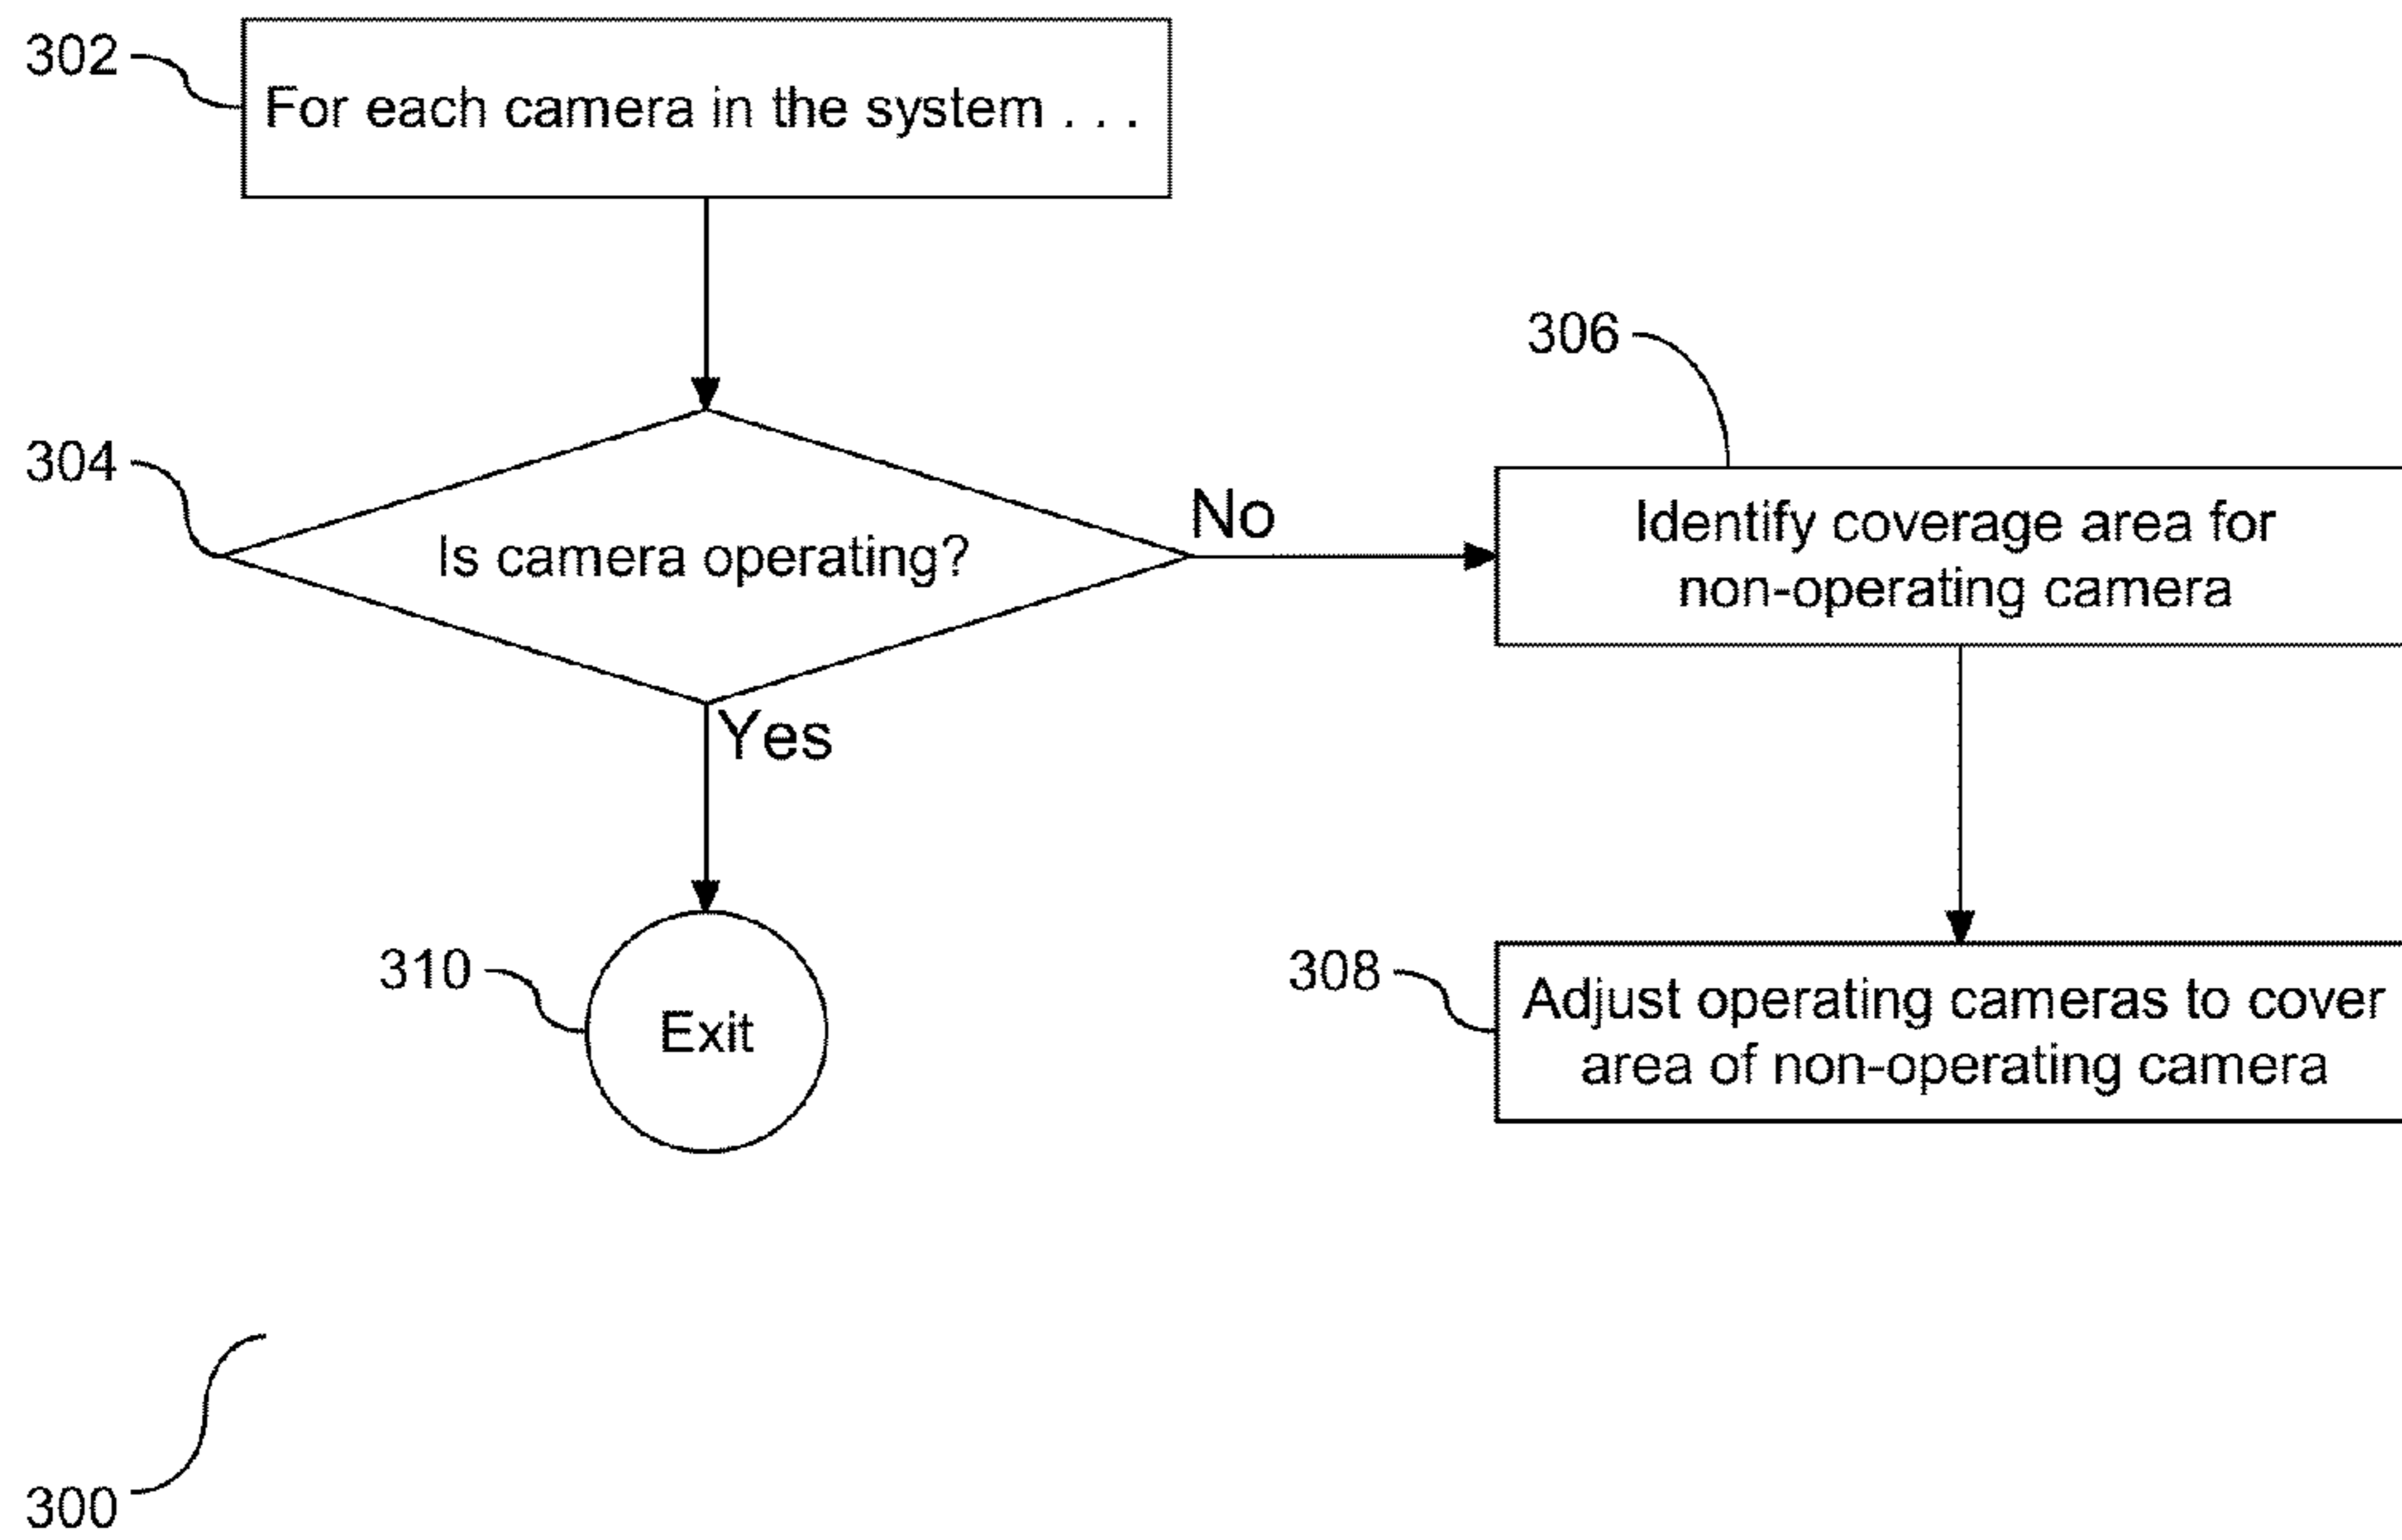 302
For each camera in the system . . .
306
304
Is camera operating?
No
Identify coverage area for
non-operating camera
Yes
310
Exit
308
Adjust operating cameras to cover
area of non-operating camera
300